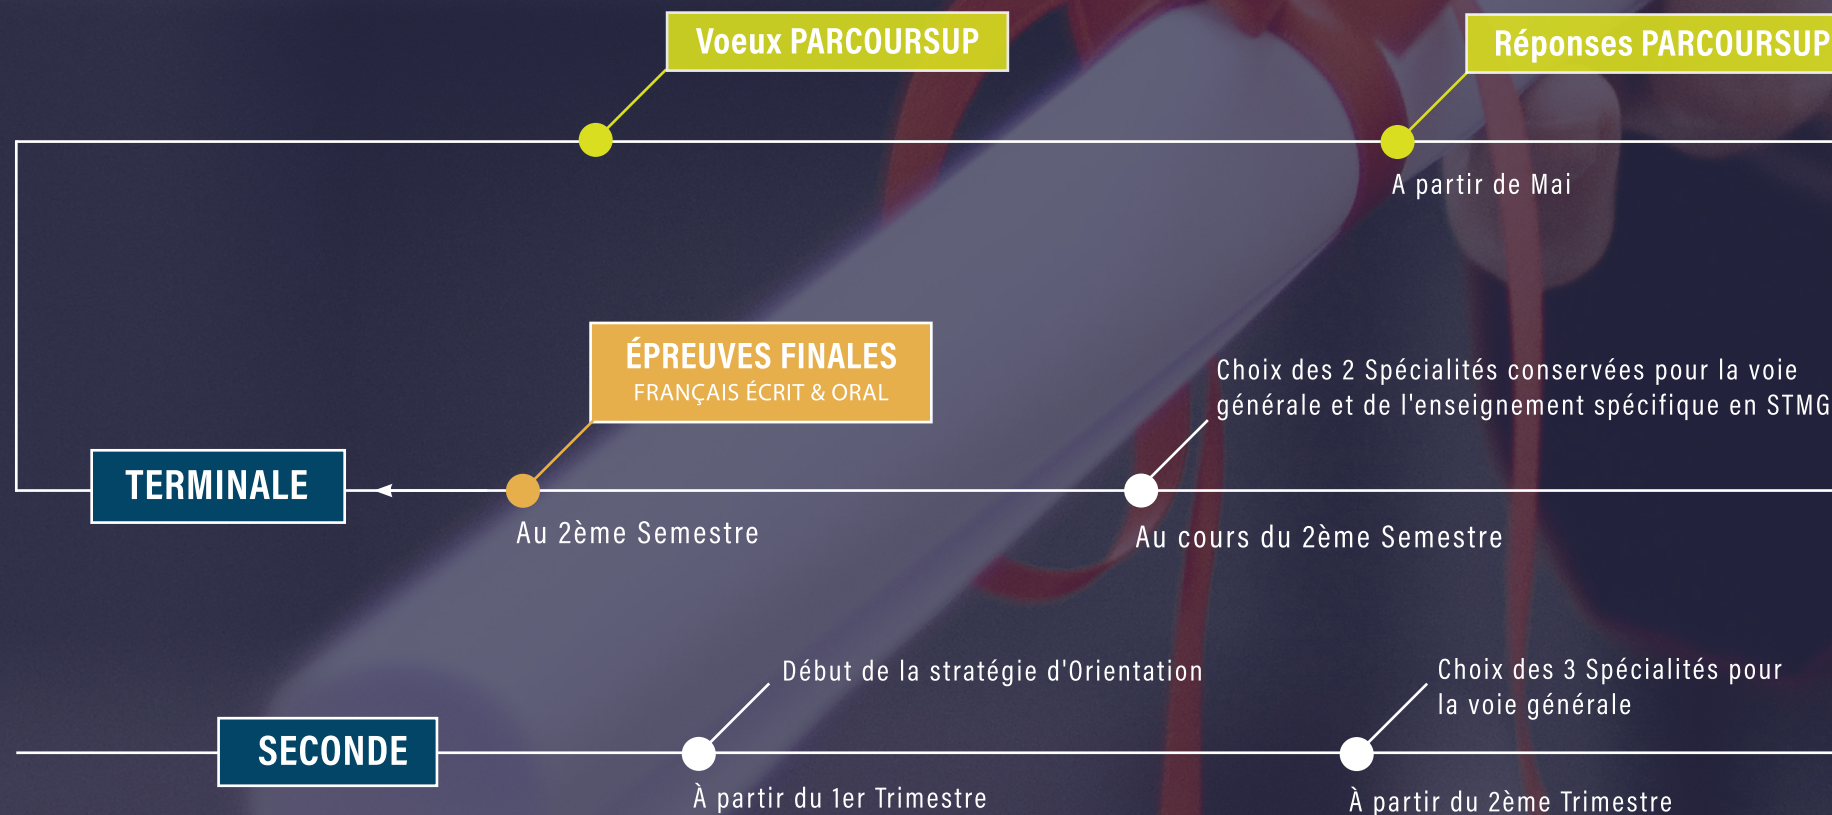 Voeux PARCOURSUP
Réponses PARCOURSUP
A partir de Mai
ÉPREUVES FINALES
FRANÇAIS ÉCRIT & ORAL
Choix des 2 Spécialités conservées pour la voie
générale et de l'enseignement spécifique en STMG
TERMINALE
Au 2ème Semestre
Au cours du 2ème Semestre
Début de la stratégie d'Orientation
Choix des 3 Spécialités pour
la voie générale
SECONDE
À partir du 1er Trimestre
À partir du 2ème Trimestre